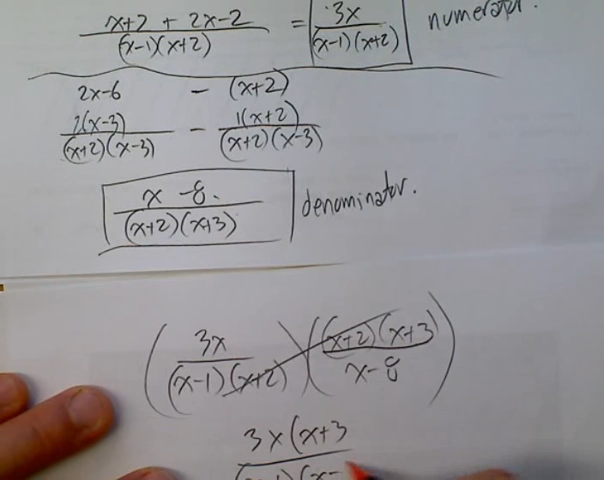 x+2 + 2x-2 / (x-1)(x+2) = 3x / (x-1)(x+2) numerator.
2x-6 - (x+2)
2(x-3) / (x+2)(x-3) - 1(x+2) / (x+2)(x-3)
x -8 / (x+2)(x+3) denominator.
(3x / (x-1)(x+2)) ((x+2)(x+3) / x-8)
3x(x+3 / (x-1)(x-